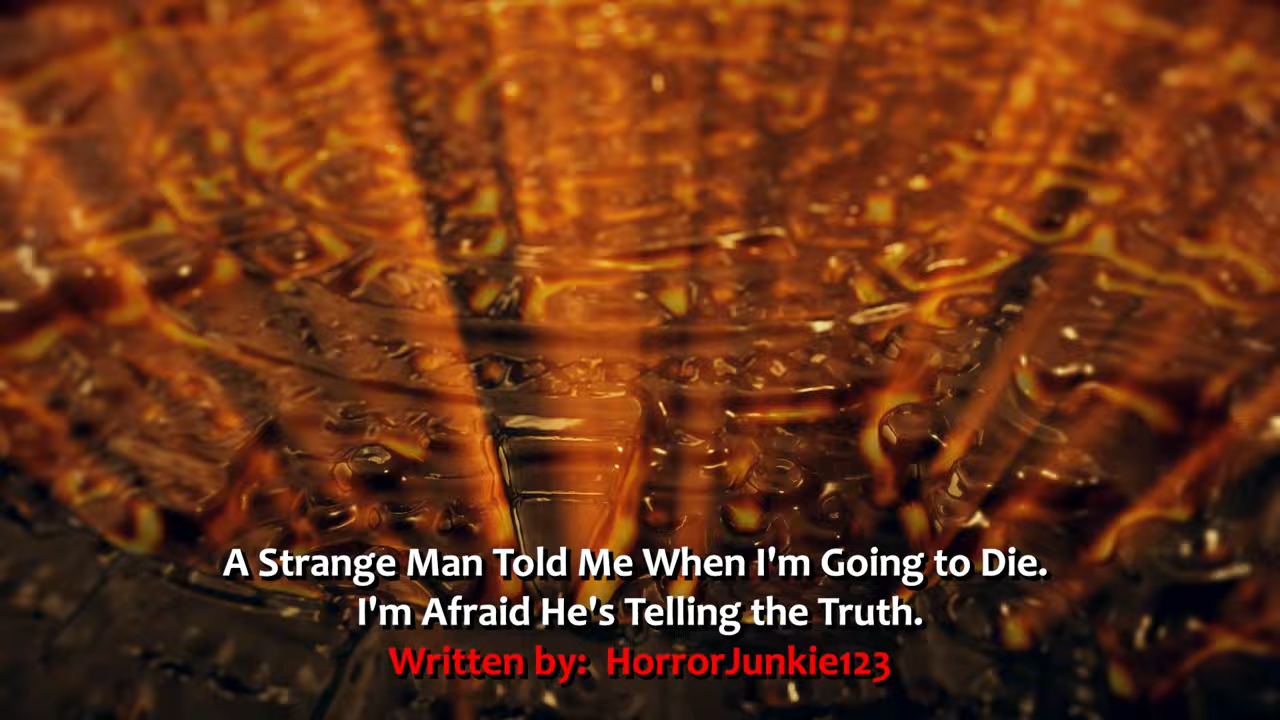 A Strange Man Told Me When I'm Going to Die.
I'm Afraid He's Telling the Truth.
Written by: HorrorJunkie123